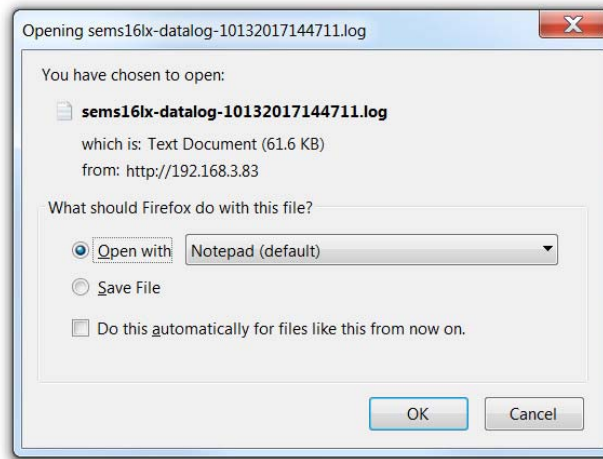 Opening sems16lx-datalog-10132017144711.log
You have chosen to open:
sems16lx-datalog-10132017144711.log
which is: Text Document (61.6 KB)
from: http://192.168.3.83
What should Firefox do with this file?
Open with Notepad (default)
Save File
Do this automatically for files like this from now on.
OK Cancel